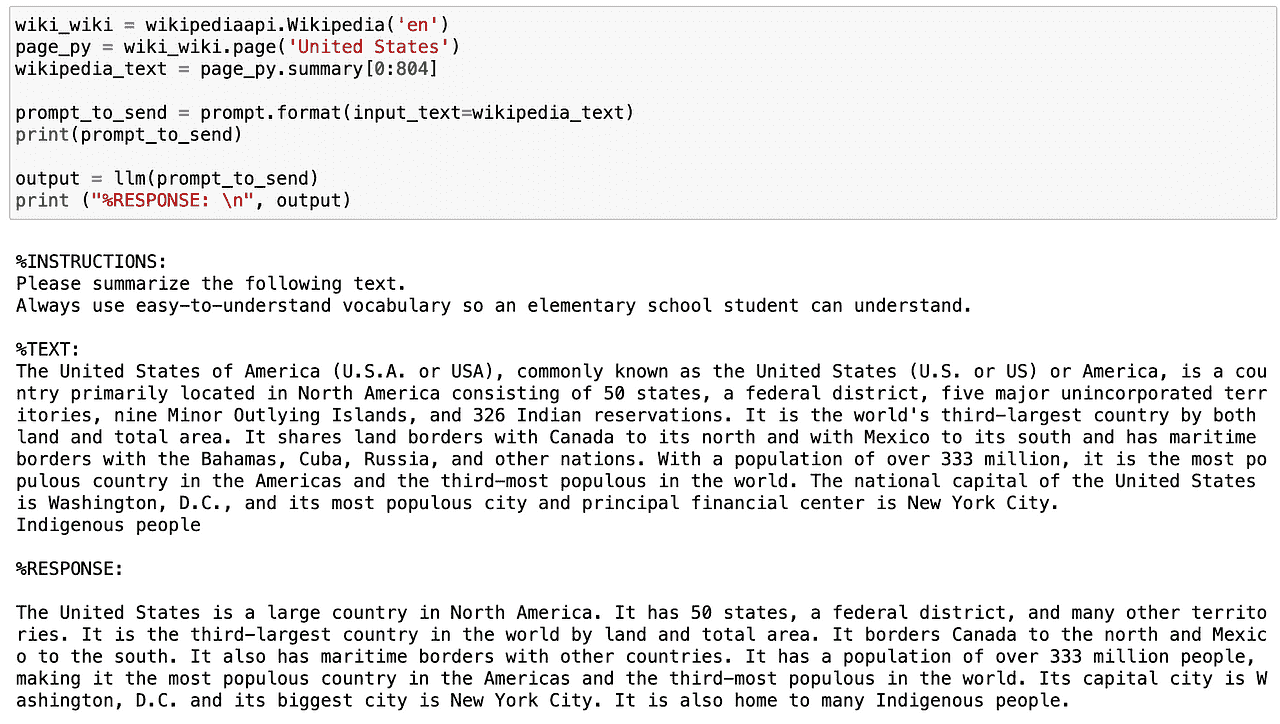 wiki_wiki = wikipediaapi.Wikipedia('en')
page_py = wiki_wiki.page('United States')
wikipedia_text = page_py.summary[0:804]
prompt_to_send = prompt.format(input_text=wikipedia_text)
print(prompt_to_send)
output = llm(prompt_to_send)
print ("%RESPONSE: \n", output)
%INSTRUCTIONS:
Please summarize the following text.
Always use easy-to-understand vocabulary so an elementary school student can understand.
%TEXT:
The United States of America (U.S.A. or USA), commonly known as the United States (U.S. or US) or America, is a cou
ntry primarily located in North America consisting of 50 states, a federal district, five major unincorporated terr
itories, nine Minor Outlying Islands, and 326 Indian reservations. It is the world's third-largest country by both
land and total area. It shares land borders with Canada to its north and with Mexico to its south and has maritime
borders with the Bahamas, Cuba, Russia, and other nations. With a population of over 333 million, it is the most po
pulous country in the Americas and the third-most populous in the world. The national capital of the United States
is Washington, D.C., and its most populous city and principal financial center is New York City.
Indigenous people
%RESPONSE:
The United States is a large country in North America. It has 50 states, a federal district, and many other territo
ries. It is the third-largest country in the world by land and total area. It borders Canada to the north and Mexic
o to the south. It also has maritime borders with other countries. It has a population of over 333 million people,
making it the most populous country in the Americas and the third-most populous in the world. Its capital city is W
ashington, D.C. and its biggest city is New York City. It is also home to many Indigenous people.